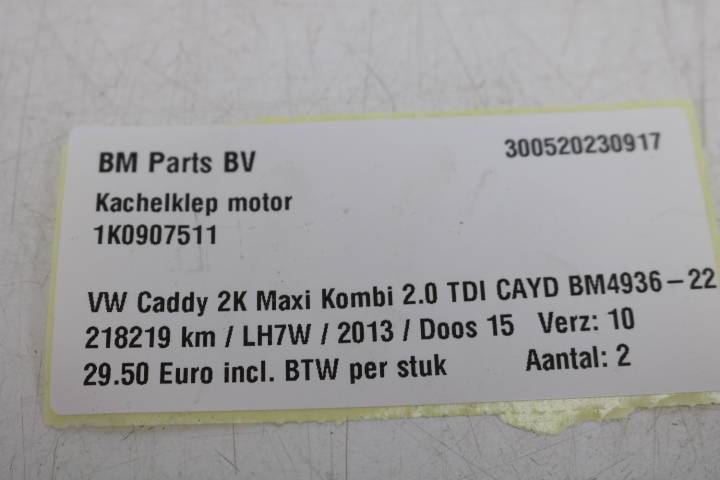 BM Parts BV 300520230917
Kachelklep motor
1K0907511
VW Caddy 2K Maxi Kombi 2.0 TDI CAYD BM4936-22
218219 km / LH7W / 2013 / Doos 15 Verz: 10
29.50 Euro incl. BTW per stuk Aantal: 2